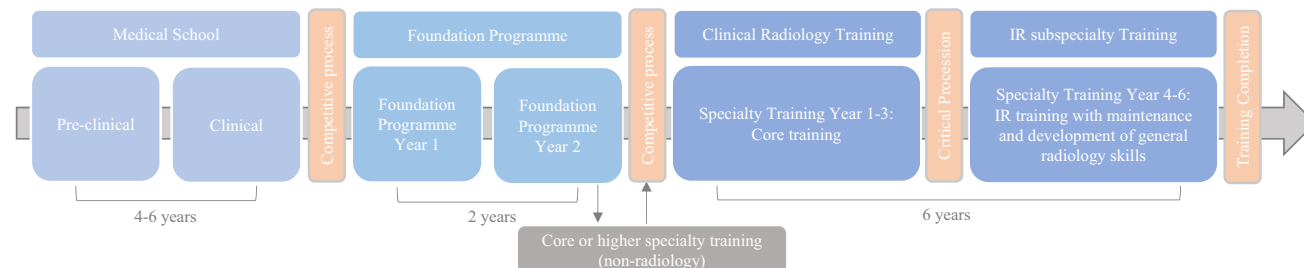 Medical School
Foundation Programme
Clinical Radiology Training
IR subspecialty Training
Pre-clinical
Clinical
Competitive process
Foundation
Programme
Year 1
Foundation
Programme
Year 2
Competitive process
Specialty Training Year 1-3:
Core training
Critical Procession
Specialty Training Year 4-6:
IR training with maintenance
and development of general
radiology skills
Training Completion
4-6 years
2 years
6 years
Core or higher specialty training
(non-radiology)